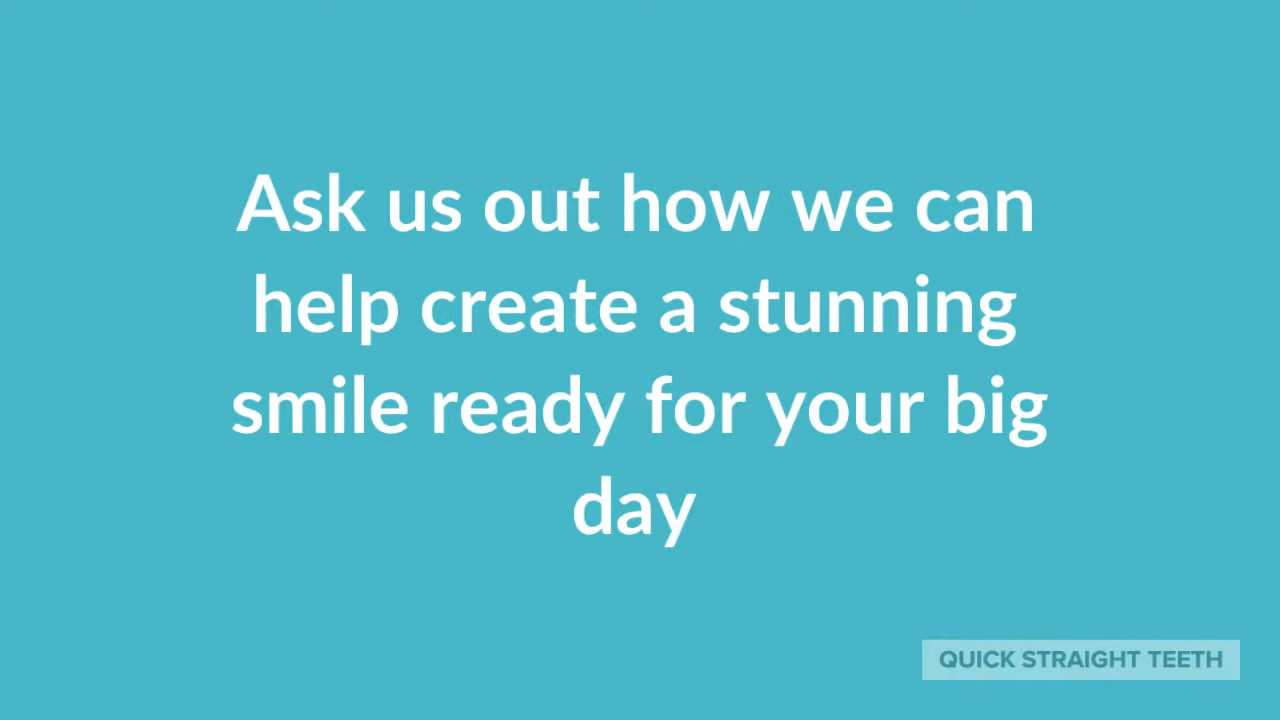 Ask us out how we can
help create a stunning
smile ready for your big
day
QUICK STRAIGHT TEETH